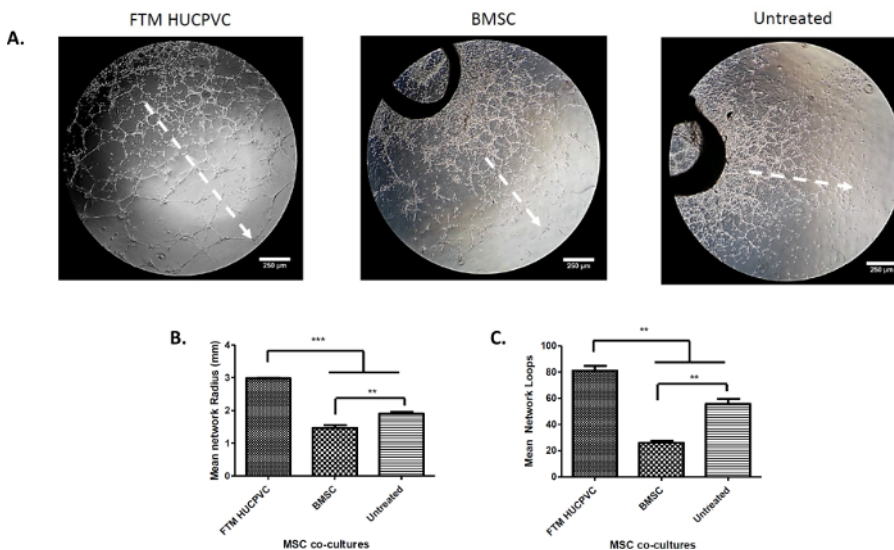 FTM HUCPVC
BMSC
Untreated
A.
250 µm
250 µm
250 µm
B.
Mean network Radius (mm)
4
3
2
1
0
***
**
FTM HUCPVC
BMSC
Untreated
MSC co-cultures
C.
Mean Network Loops
100
80
60
40
20
0
**
**
FTM HUCPVC
BMSC
Untreated
MSC co-cultures